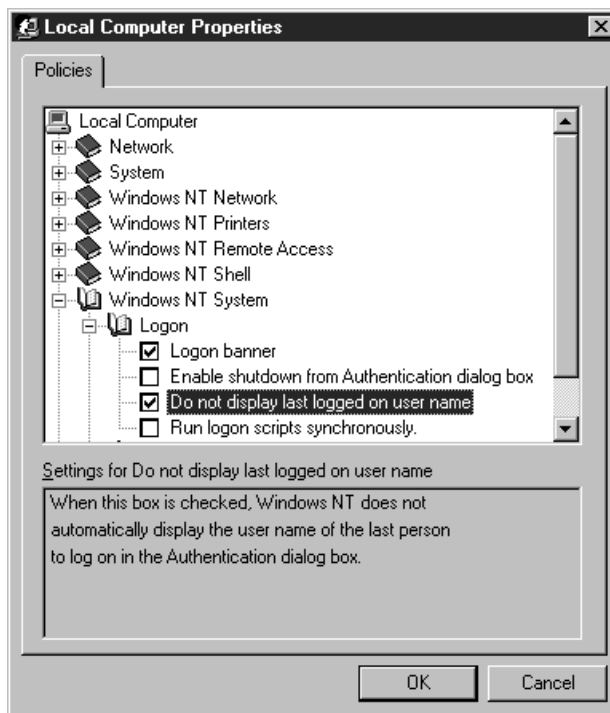 Local Computer Properties
Policies
Local Computer
Network
System
Windows NT Network
Windows NT Printers
Windows NT Remote Access
Windows NT Shell
Windows NT System
Logon
Logon banner
Enable shutdown from Authentication dialog box
Do not display last logged on user name
Run logon scripts synchronously.
Settings for Do not display last logged on user name
When this box is checked, Windows NT does not
automatically display the user name of the last person
to log on in the Authentication dialog box.
OK Cancel